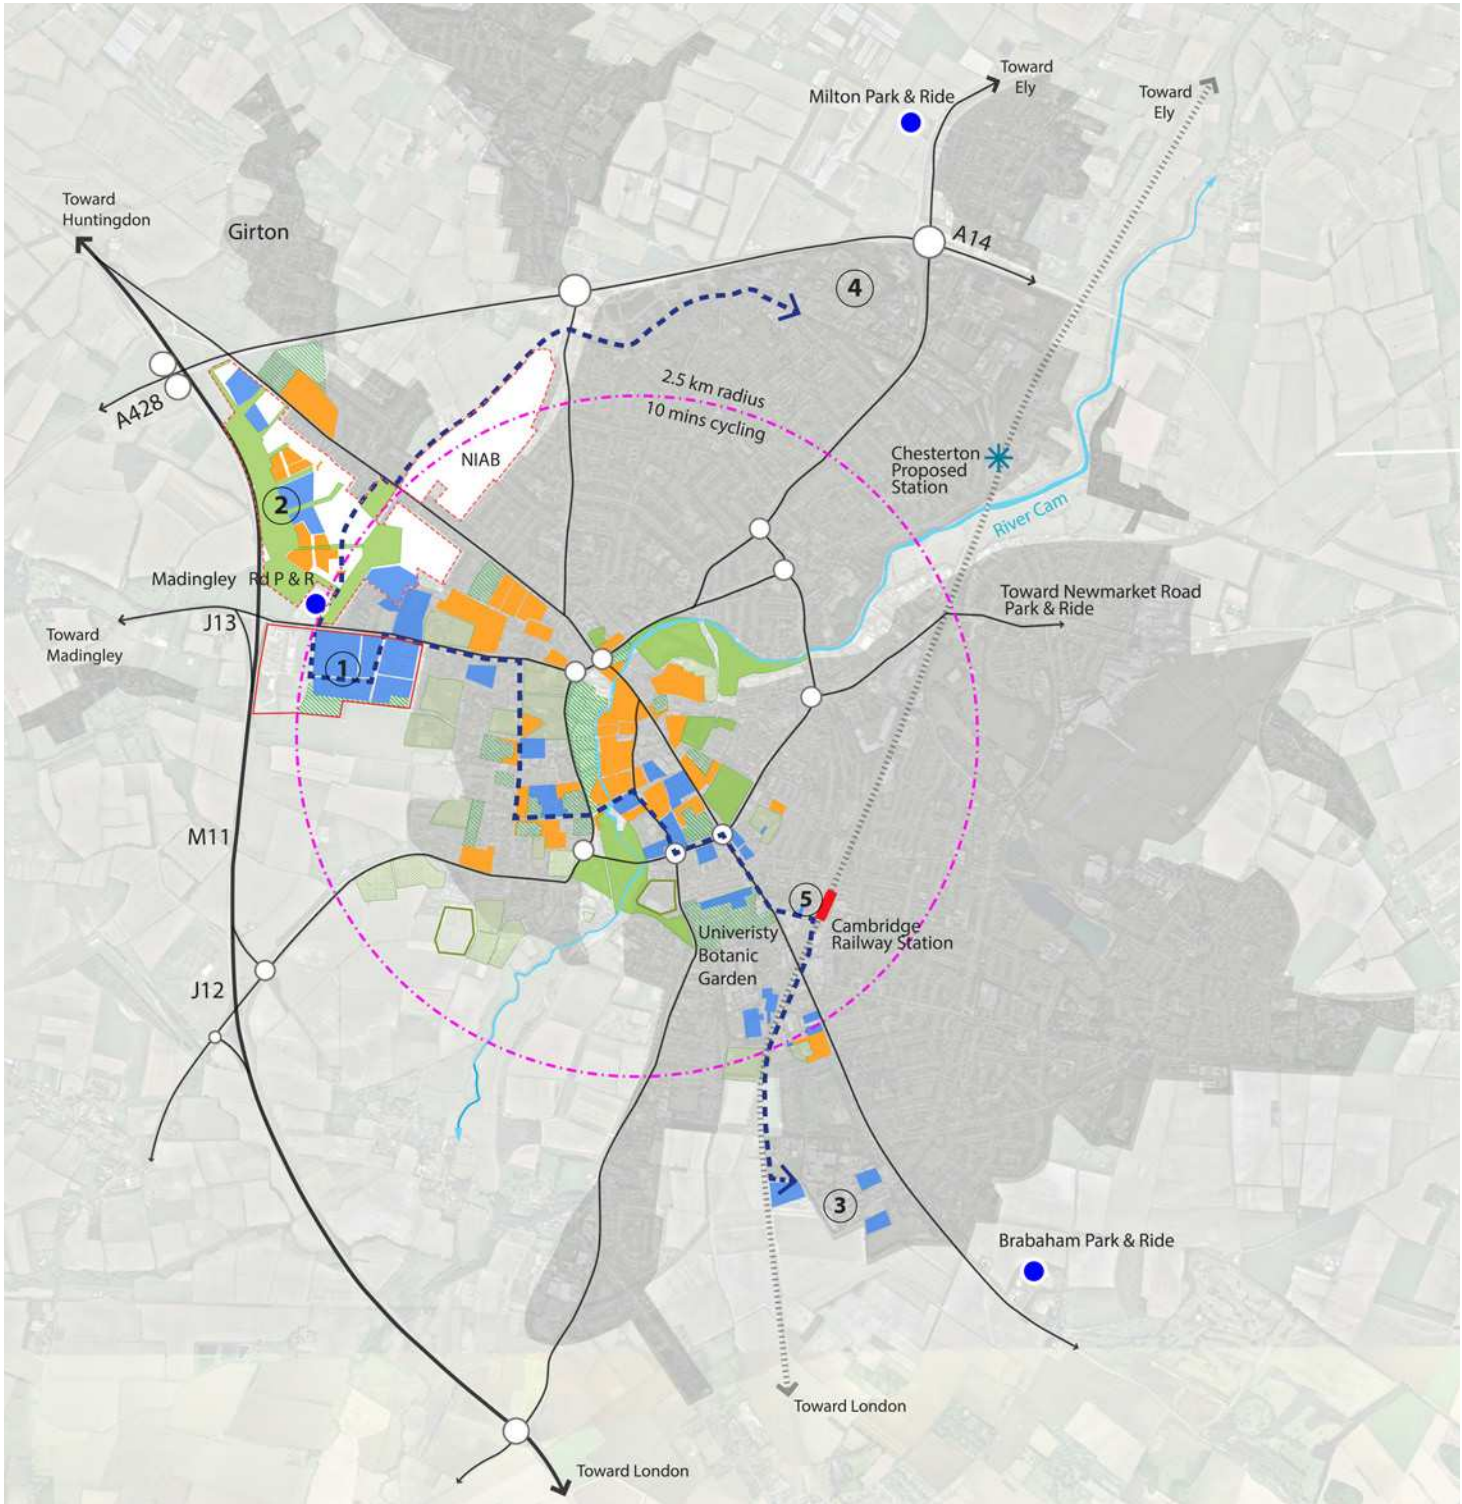 Toward
Ely
Milton Park & Ride
Toward
Ely
Toward
Huntingdon
Girton
A14
4
2.5 km radius
10 mins cycling
A428
NIAB
Chesterton
Proposed
Station
2
River Cam
Madingley Rd P & R
Toward Newmarket Road
Park & Ride
J13
Toward
Madingley
1
M11
5
Cambridge
Railway Station
Univeristy
Botanic
Garden
J12
3
Brabaham Park & Ride
Toward London
Toward London